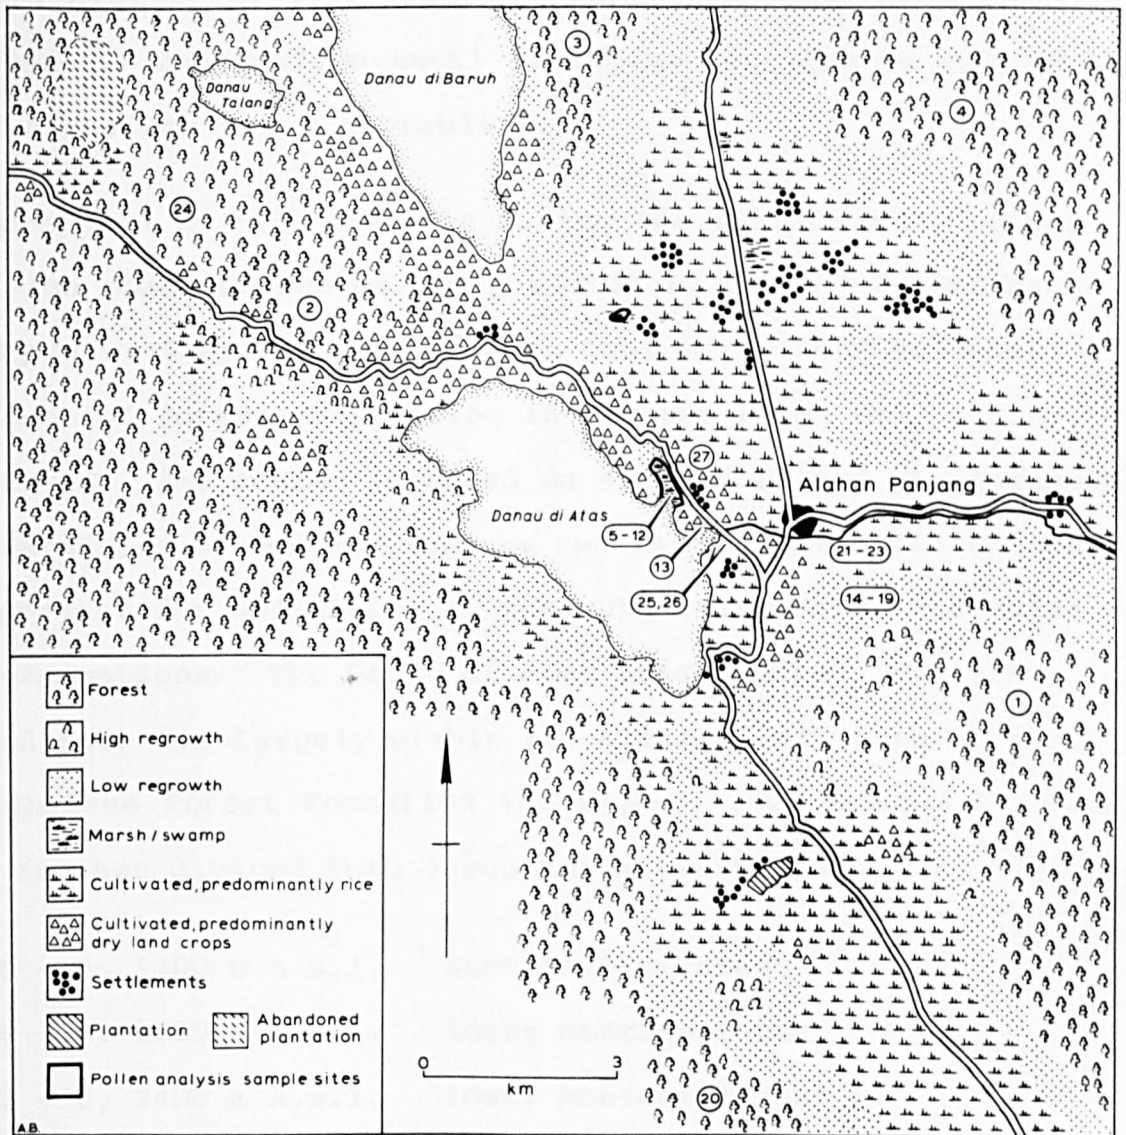 3
Danau di Baruh
Danau
Talang
4
24
2
27
Alahan Panjang
Danau di Atas
5-12
21-23
13
25, 26
14-19
1
Forest
High regrowth
Low regrowth
Marsh / swamp
Cultivated, predominantly rice
Cultivated, predominantly
dry land crops
Settlements
Plantation
Abandoned
plantation
Pollen analysis sample sites
0 3
km
20
A.B.